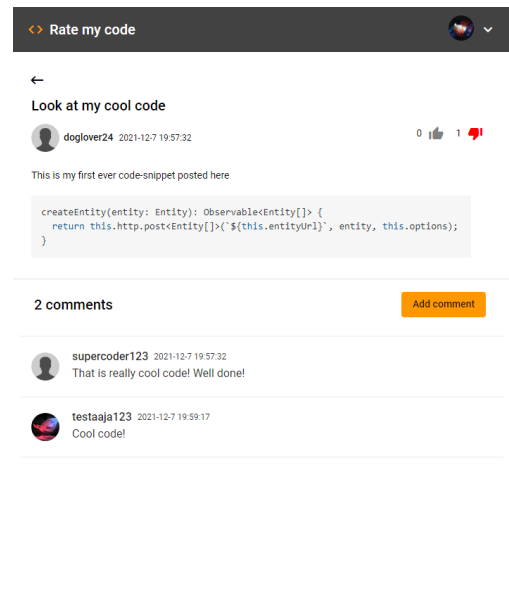 <> Rate my code
Look at my cool code
doglover24 2021-12-7 19:57:32
0 1
This is my first ever code-snippet posted here
createEntity(entity: Entity): Observable<Entity[]> {
  return this.http.post<Entity[]>(`${this.entityUrl}`, entity, this.options);
}
2 comments
Add comment
supercoder123 2021-12-7 19:57:32
That is really cool code! Well done!
testaaja123 2021-12-7 19:59:17
Cool code!